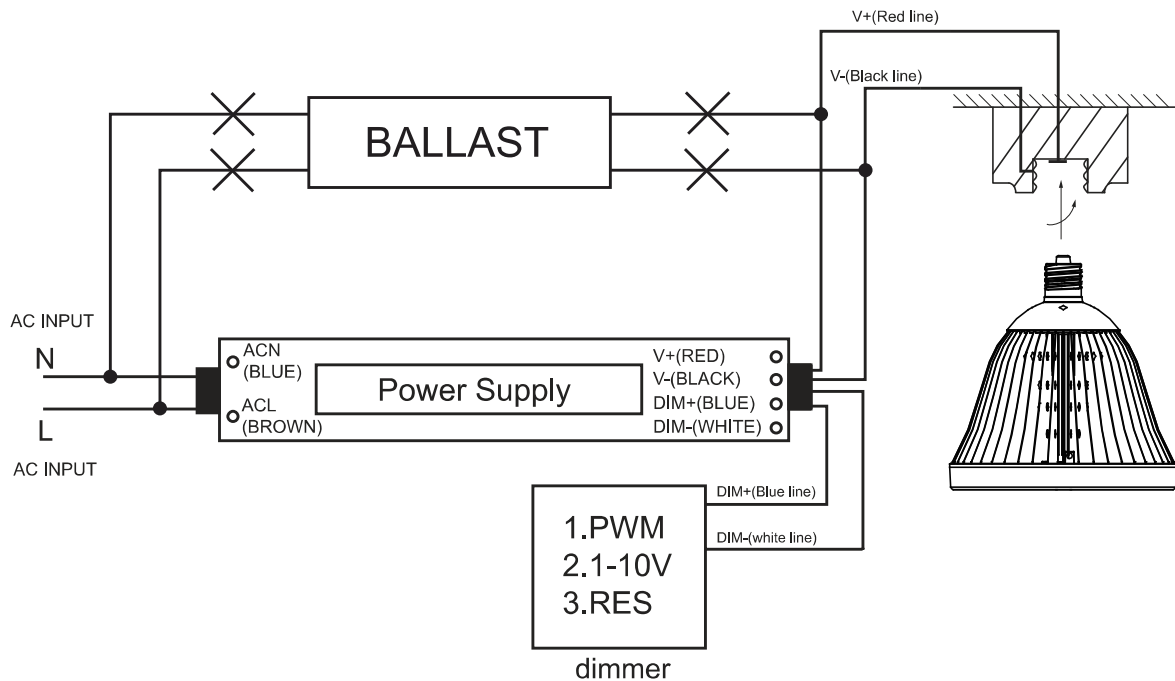 V+(Red line)
V-(Black line)
BALLAST
AC INPUT
N
L
AC INPUT
ACN
(BLUE)
ACL
(BROWN)
Power Supply
V+(RED)
V-(BLACK)
DIM+(BLUE)
DIM-(WHITE)
DIM+(Blue line)
DIM-(white line)
1.PWM
2.1-10V
3.RES
dimmer